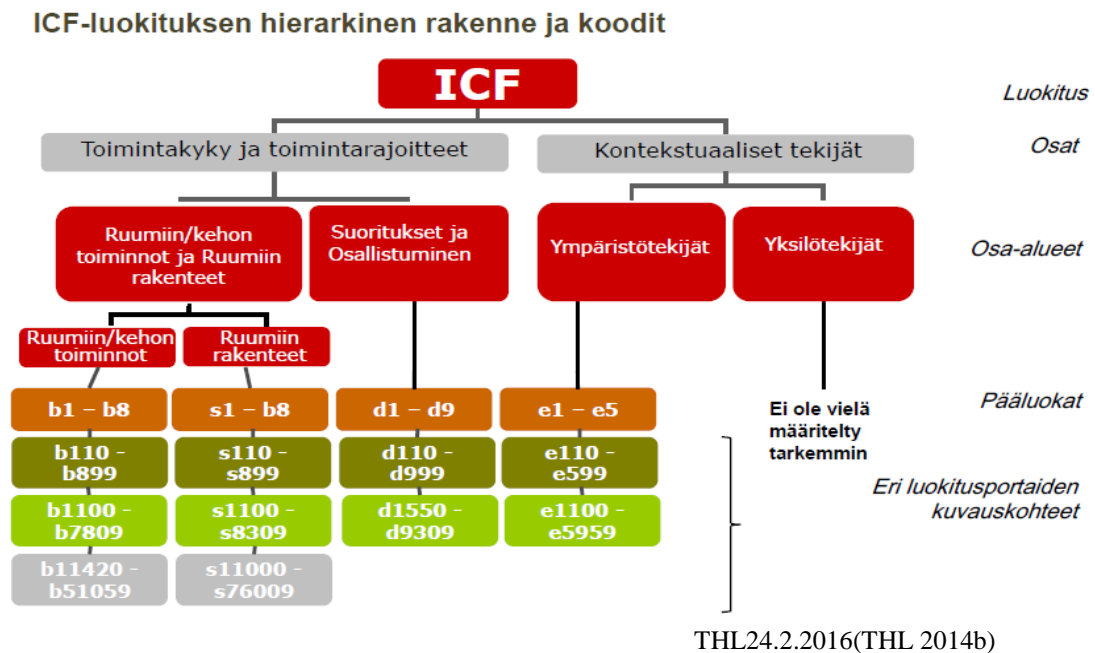 ICF-luokituksen hierarkinen rakenne ja koodit
ICF
Luokitus
Toimintakyky ja toimintarajoitteet
Kontekstuaaliset tekijät
Osat
Ruumiin/kehon
toiminnot ja Ruumiin
rakenteet
Suoritukset ja
Osallistuminen
Ympäristötekijät
Yksilötekijät
Osa-alueet
Ruumiin/kehon
toiminnot
Ruumiin
rakenteet
b1 – b8
s1 – b8
d1 – d9
e1 – e5
Ei ole vielä
määritelty
tarkemmin
Pääluokat
b110 -
b899
s110 -
s899
d110 -
d999
e110 -
e599
Eri luokitusportaiden
kuvauskohteet
b1100 -
b7809
s1100 -
s8309
d1550 -
d9309
e1100 -
e5959
b11420 -
b51059
s11000 -
s76009
THL24.2.2016(THL 2014b)